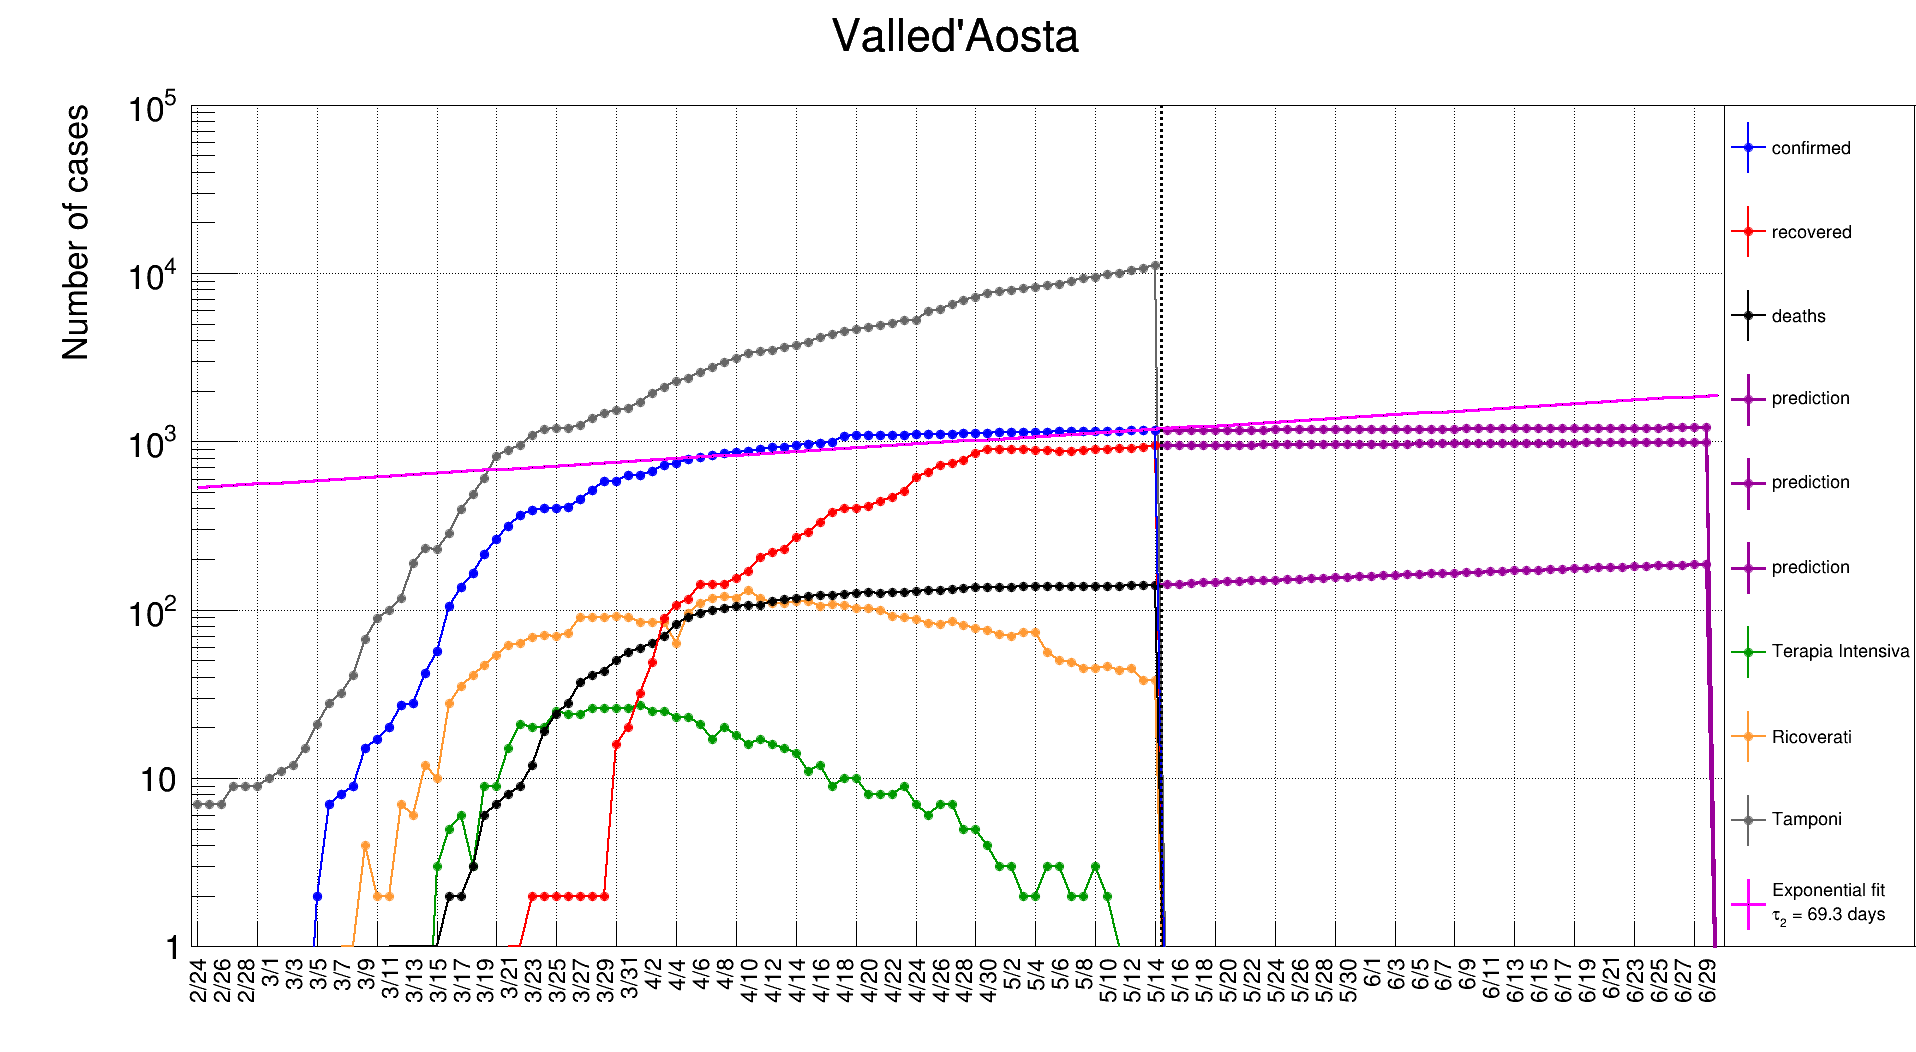 Valled'Aosta
Number of cases
10^5
10^4
10^3
10^2
10
1
2/24 2/26 2/28 3/1 3/3 3/5 3/7 3/9 3/11 3/13 3/15 3/17 3/19 3/21 3/23 3/25 3/27 3/29 3/31 4/2 4/4 4/6 4/8 4/10 4/12 4/14 4/16 4/18 4/20 4/22 4/24 4/26 4/28 4/30 5/2 5/4 5/6 5/8 5/10 5/12 5/14 5/16 5/18 5/20 5/22 5/24 5/26 5/28 5/30 6/1 6/3 6/5 6/7 6/9 6/11 6/13 6/15 6/17 6/19 6/21 6/23 6/25 6/27 6/29
confirmed
recovered
deaths
prediction
prediction
prediction
Terapia Intensiva
Ricoverati
Tamponi
Exponential fit
τ₂ = 69.3 days